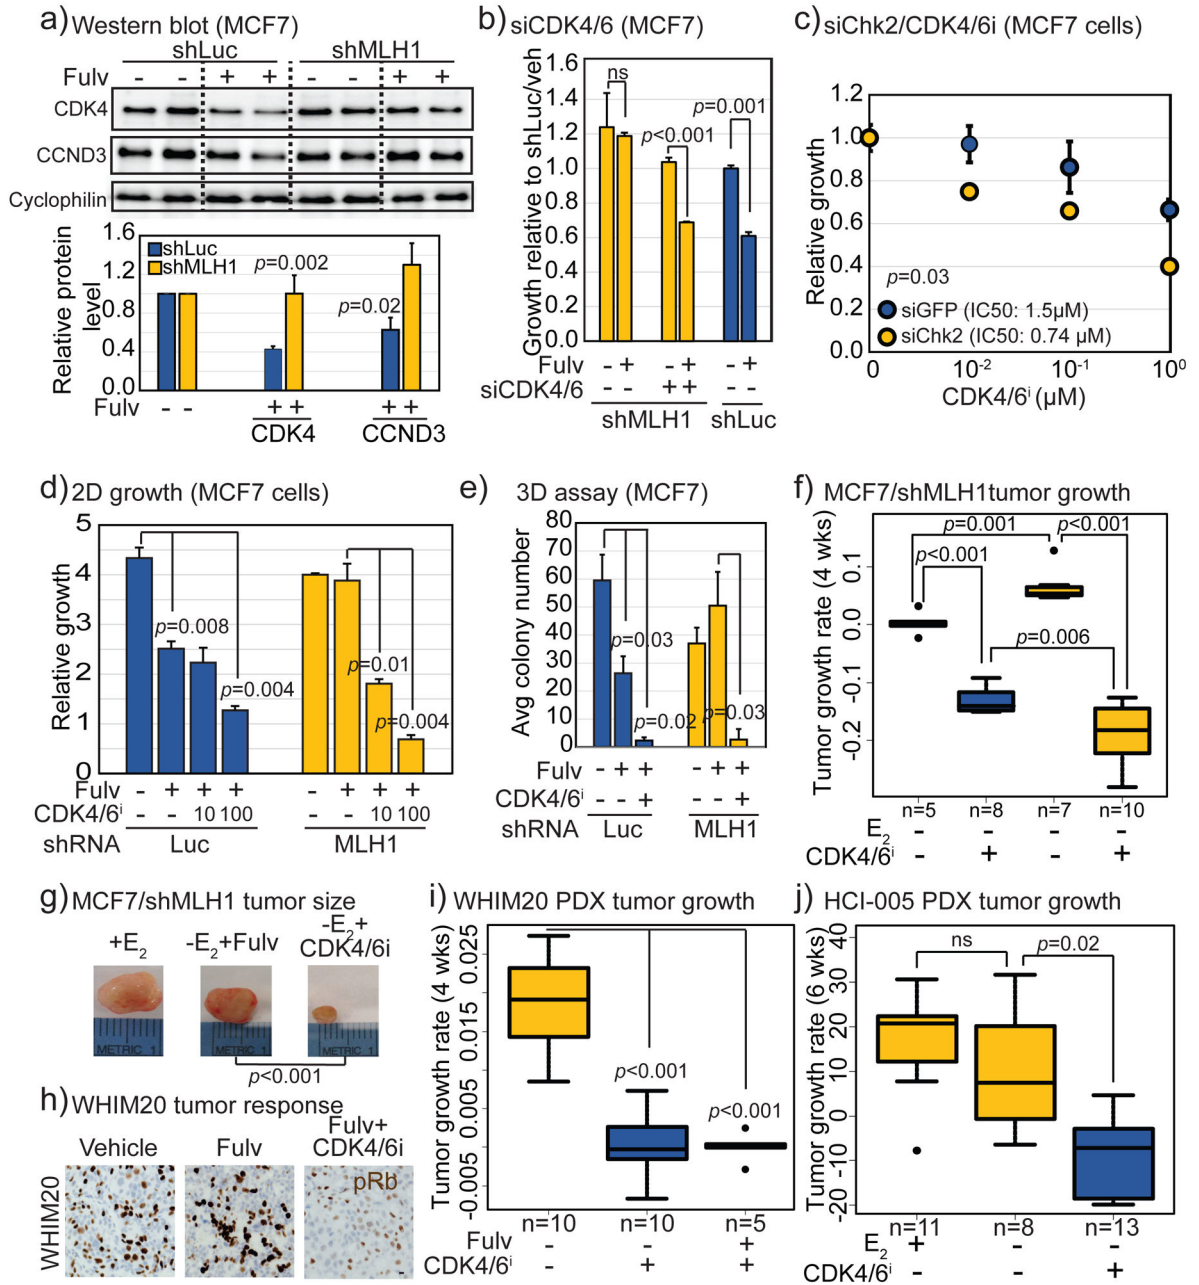 a) Western blot (MCF7)
shLuc shMLH1
Fulv - - + + - - + +
CDK4
CCND3
Cyclophilin
Relative protein level
1.6
1.2
0.8
0.4
0.0
shLuc
shMLH1
p=0.002
p=0.02
Fulv - - + + + +
CDK4 CCND3
b) siCDK4/6 (MCF7)
Growth relative to shLuc/veh
1.6
1.4
1.2
1.0
0.8
0.6
0.4
0.2
0.0
ns
p<0.001
p=0.001
Fulv - + - + - +
siCDK4/6 - - + + - -
shMLH1 shLuc
c) siChk2/CDK4/6i (MCF7 cells)
Relative growth
1.2
1.0
0.8
0.6
0.4
0.2
0.0
p=0.03
siGFP (IC50: 1.5µM)
siChk2 (IC50: 0.74 µM)
0 10-2 10-1 100
CDK4/6i (µM)
d) 2D growth (MCF7 cells)
Relative growth
5
4
3
2
1
0
p=0.008
p=0.004
p=0.01
p=0.004
Fulv - + + + - + + +
CDK4/6i - - 10 100 - - 10 100
shRNA Luc MLH1
e) 3D assay (MCF7)
Avg colony number
80
70
60
50
40
30
20
10
0
p=0.03
p=0.02
p=0.03
Fulv - + + - + +
CDK4/6i - - + - - +
shRNA Luc MLH1
f) MCF7/shMLH1tumor growth
Tumor growth rate (4 wks)
0.1
0.0
-0.1
-0.2
p=0.001
p<0.001
p<0.001
p=0.006
n=5 n=8 n=7 n=10
E2 - - - -
CDK4/6i - + - +
g) MCF7/shMLH1 tumor size
+E2 -E2+Fulv -E2+
CDK4/6i
METRIC 1 METRIC 1 METRIC 1
p<0.001
h) WHIM20 tumor response
Vehicle Fulv Fulv+
CDK4/6i
WHIM20
pRb
i) WHIM20 PDX tumor growth
Tumor growth rate (4 wks)
0.025
0.015
0.005
-0.005
p<0.001
p<0.001
n=10 n=10 n=5
Fulv - - +
CDK4/6i - + +
j) HCI-005 PDX tumor growth
Tumor growth rate (6 wks)
40
30
20
10
0
-10
-20
ns
p=0.02
n=11 n=8 n=13
E2 + - -
CDK4/6i - - +